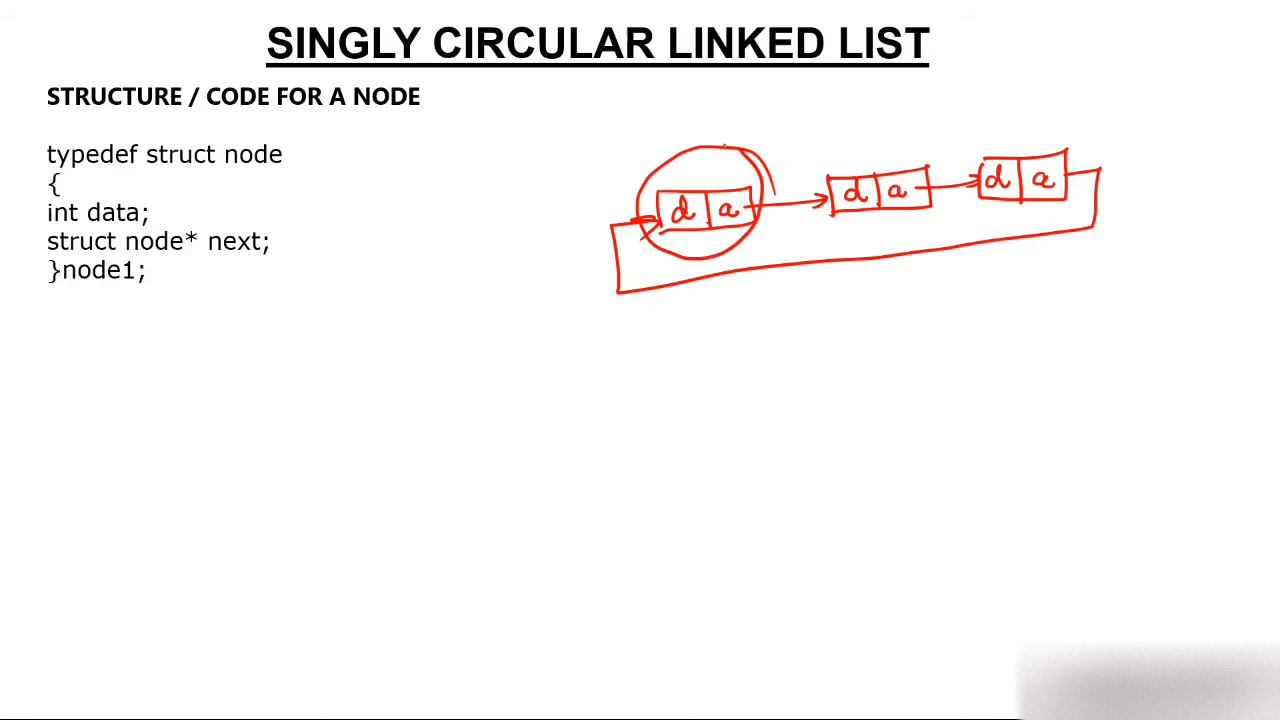 SINGLY CIRCULAR LINKED LIST
STRUCTURE / CODE FOR A NODE
typedef struct node
{
int data;
struct node* next;
}node1;
d a d a d a